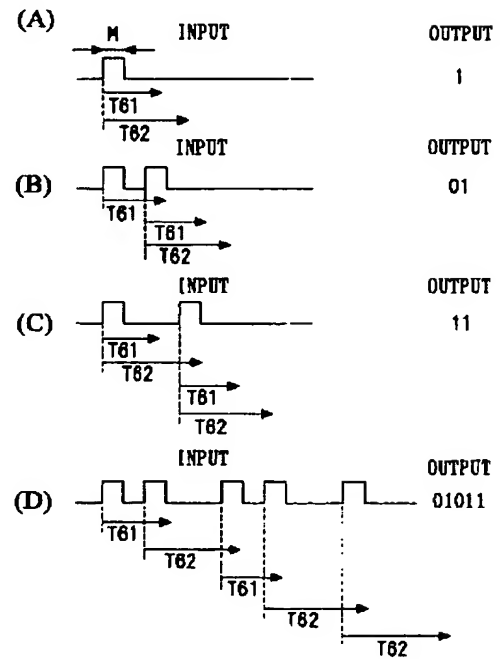 (A) INPUT OUTPUT
M
1
T61
T62
INPUT OUTPUT
(B) 01
T61
T61
T62
INPUT OUTPUT
(C) 11
T61
T62
T61
T62
INPUT OUTPUT
(D) 01011
T61
T62
T61
T62
T62